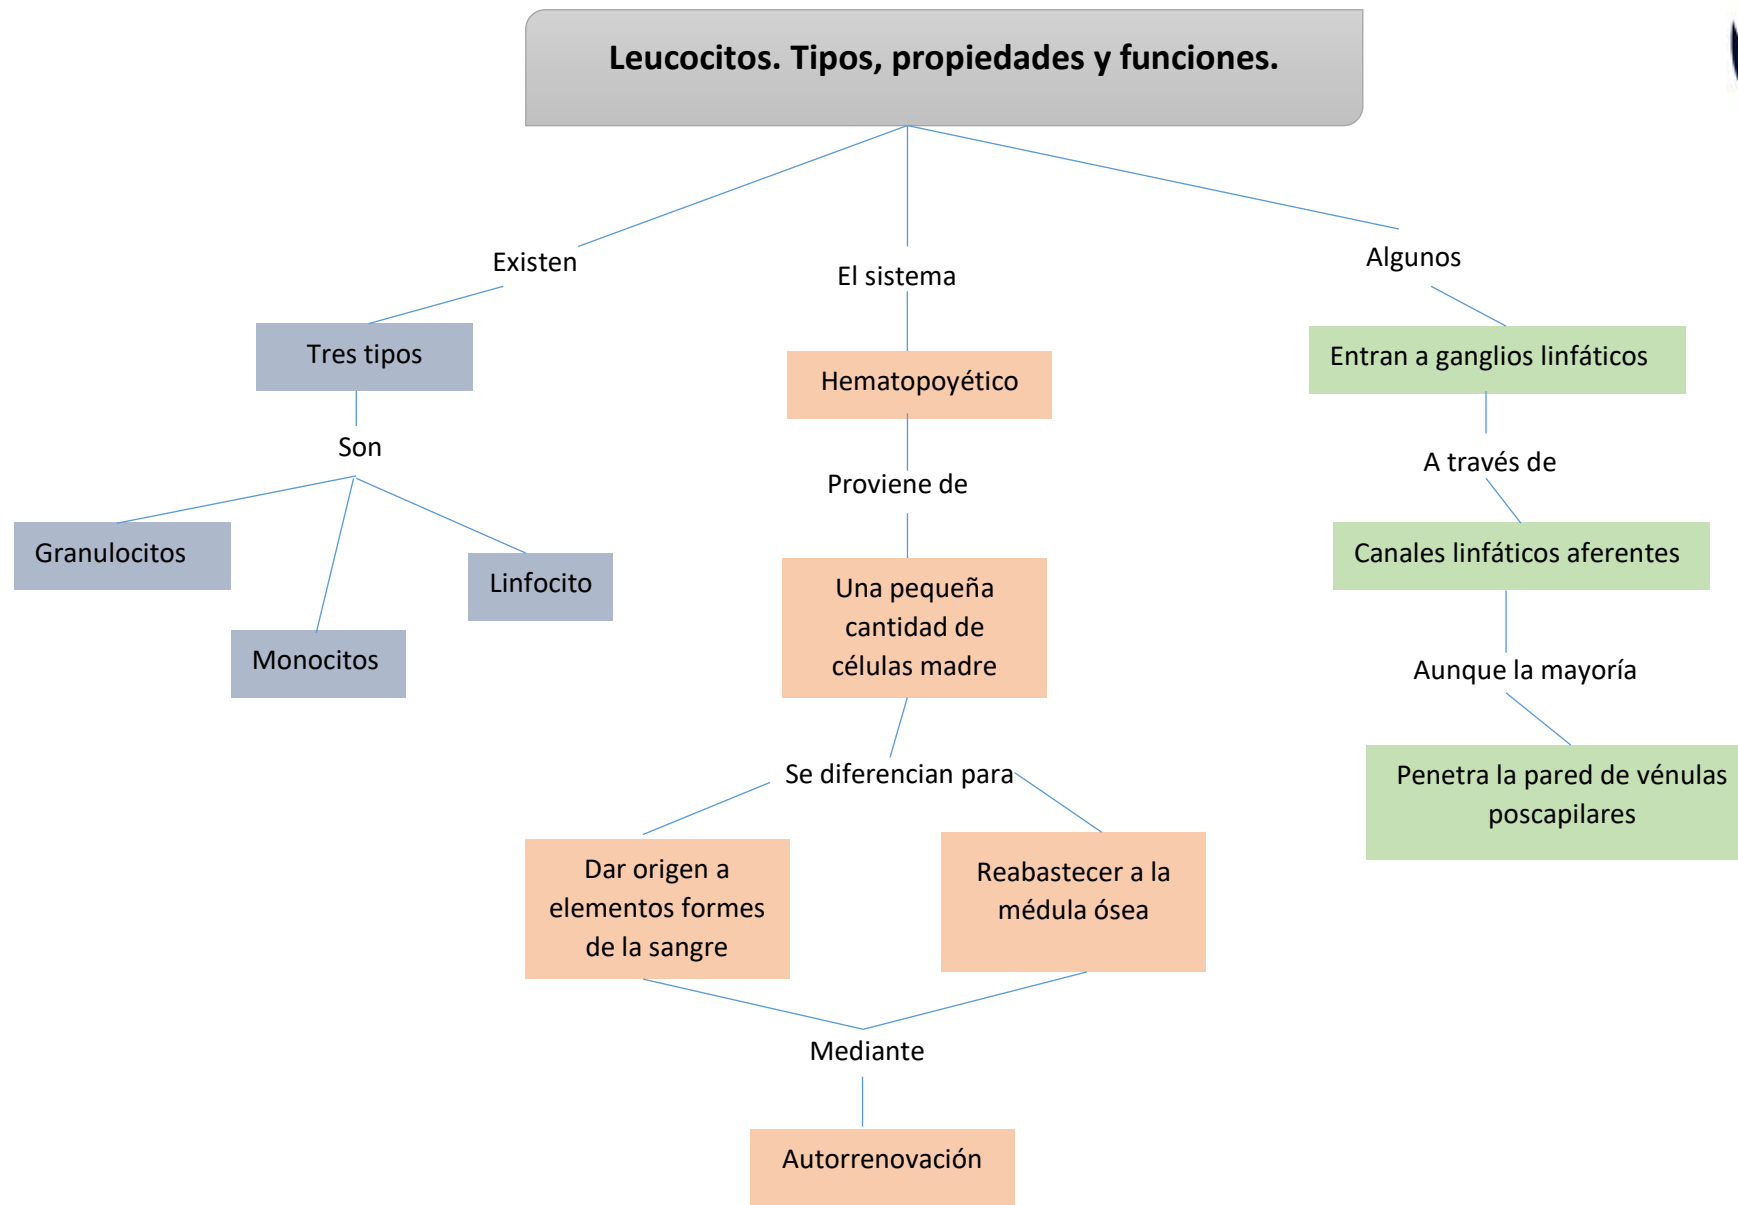 Leucocitos. Tipos, propiedades y funciones.
Existen
El sistema
Algunos
Tres tipos
Hematopoyético
Entran a ganglios linfáticos
Son
Proviene de
A través de
Granulocitos
Linfocito
Monocitos
Una pequeña
cantidad de
células madre
Canales linfáticos aferentes
Aunque la mayoría
Se diferencian para
Penetra la pared de vénulas
poscapilares
Dar origen a
elementos formes
de la sangre
Reabastecer a la
médula ósea
Mediante
Autorrenovación